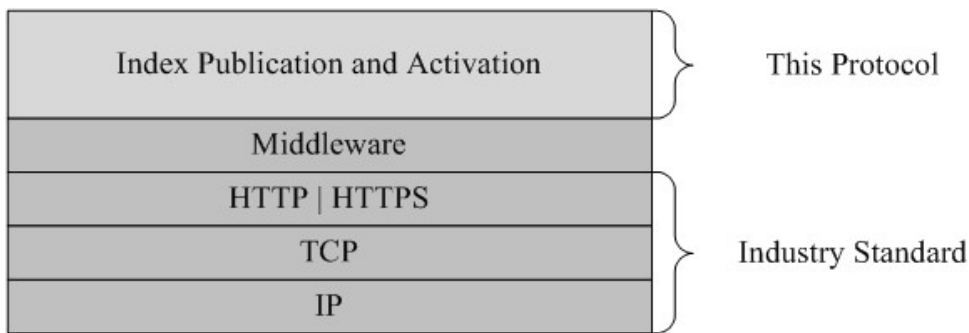 Index Publication and Activation
This Protocol
Middleware
HTTP | HTTPS
TCP
Industry Standard
IP